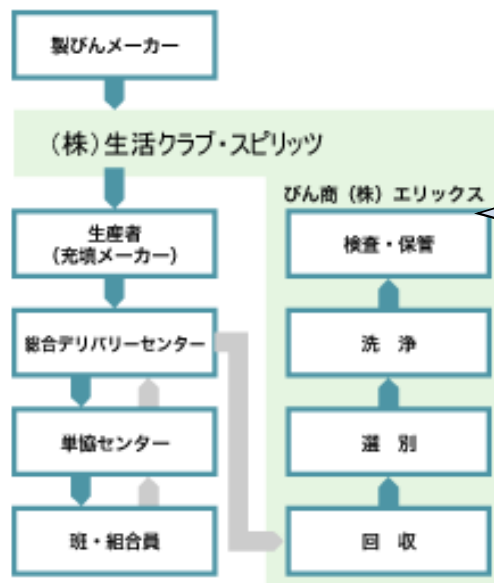 製びんメーカー
（株）生活クラブ・スピリッツ
生産者
（充填メーカー）
総合デリバリーセンター
単協センター
班・組合員
びん商（株）エリックス
検査・保管
洗　浄
選　別
回　収